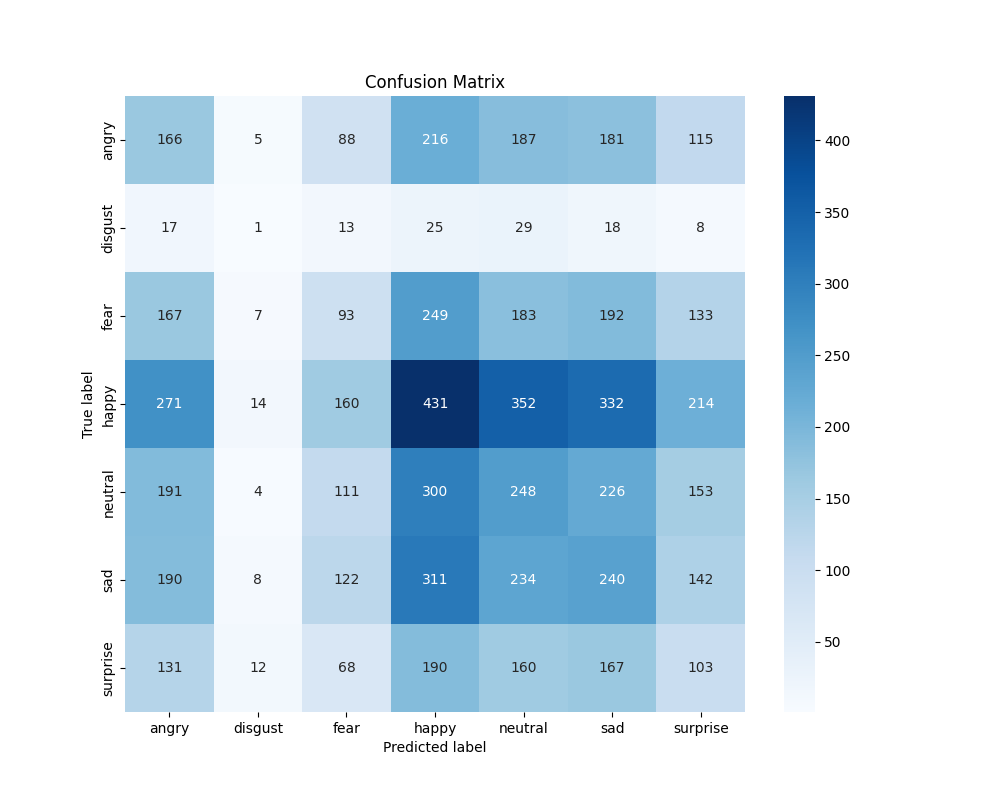 Confusion Matrix
True label
angry 166 5 88 216 187 181 115
disgust 17 1 13 25 29 18 8
fear 167 7 93 249 183 192 133
happy 271 14 160 431 352 332 214
neutral 191 4 111 300 248 226 153
sad 190 8 122 311 234 240 142
surprise 131 12 68 190 160 167 103
angry disgust fear happy neutral sad surprise
Predicted label
400
350
300
250
200
150
100
50